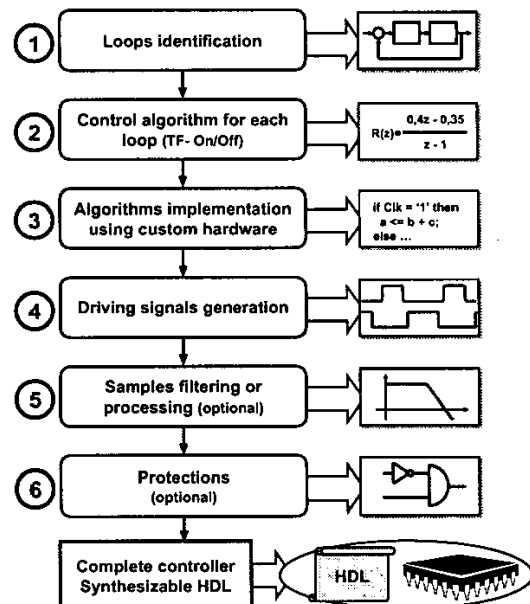 1
Loops identification
2
Control algorithm for each
loop (TF- On/Off)
R(z)=
0,4z - 0,35
z - 1
3
Algorithms implementation
using custom hardware
if Clk = '1' then
a <= b + c;
else ...
4
Driving signals generation
5
Samples filtering or
processing (optional)
6
Protections
(optional)
Complete controller
Synthesizable HDL
HDL